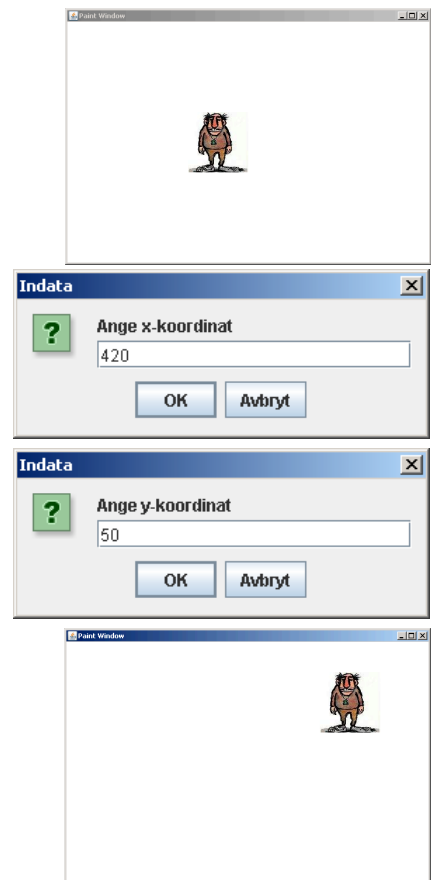 Paint Window
Indata
Ange x-koordinat
420
OK Avbryt
Indata
Ange y-koordinat
50
OK Avbryt
Paint Window